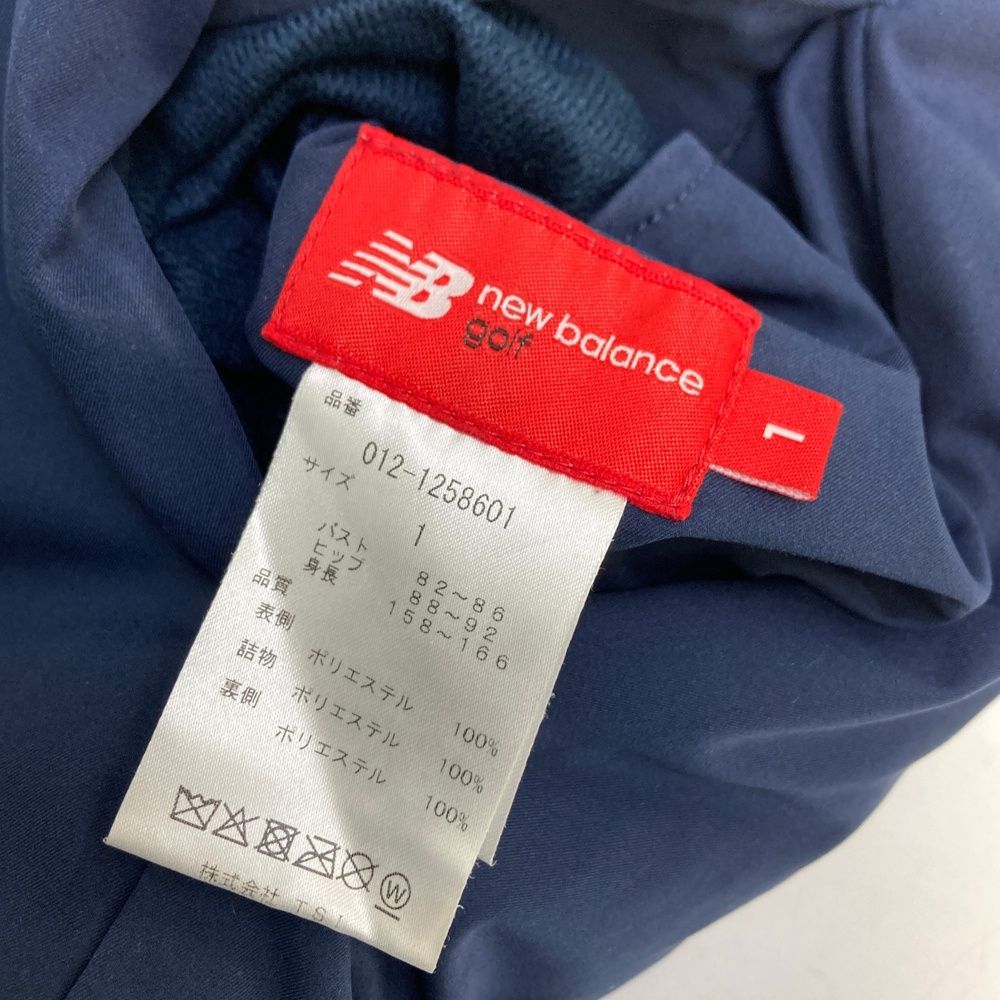 NB new balance
golf
1
品番
012-1258601
サイズ
1
バスト 82~86
ヒップ 88~92
身長 158~166
品質
表側 ポリエステル 100%
詰物 ポリエステル 100%
裏側 ポリエステル 100%
W
株式会社 TSI